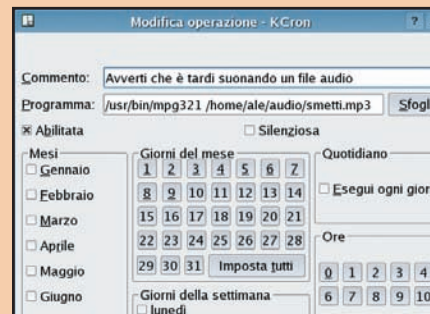 Modifica operazione - KCron ?
Commento: Avverti che è tardi suonando un file audio
Programma: /usr/bin/mpg321 /home/ale/audio/smetti.mp3 Sfogl
Abilitata Silenziosa
Mesi
Gennaio
Febbraio
Marzo
Aprile
Maggio
Giugno
Giorni del mese
1 2 3 4 5 6 7
8 9 10 11 12 13 14
15 16 17 18 19 20 21
22 23 24 25 26 27 28
29 30 31 Imposta tutti
Giorni della settimana
lunedì
Quotidiano
Esegui ogni gior
Ore
0 1 2 3 4
6 7 8 9 10